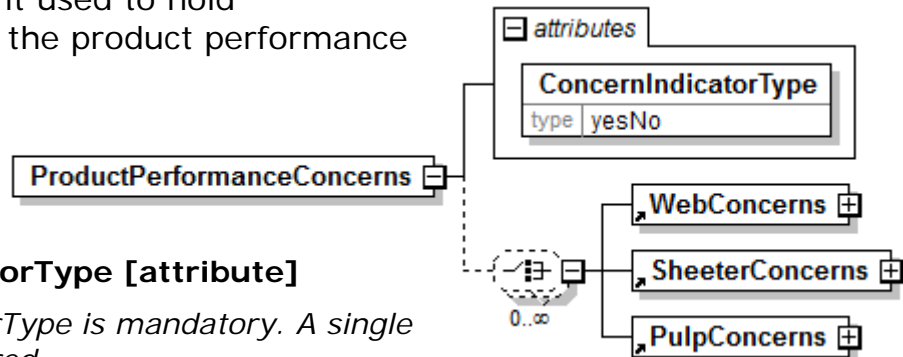 nt used to hold
the product performance
attributes
ConcernIndicatorType
type yesNo
ProductPerformanceConcerns
WebConcerns
SheeterConcerns
PulpConcerns
0..∞
orType [attribute]
rType is mandatory. A single